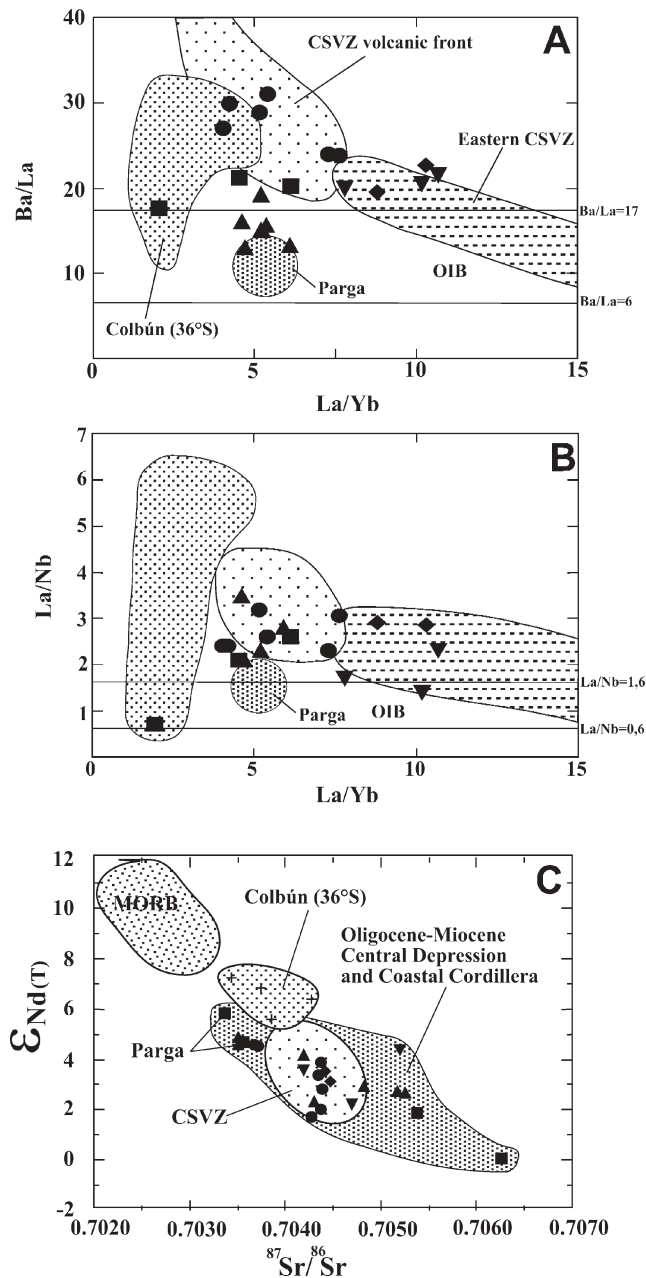 40
A
CSVZ volcanic front
30
Eastern CSVZ
Ba/La
20
Ba/La=17
10
OIB
Parga
Ba/La=6
Colbún (36°S)
0
5
10
15
La/Yb
7
B
6
5
La/Nb
4
3
2
La/Nb=1,6
Parga
OIB
1
La/Nb=0,6
0
5
10
15
La/Yb
12
C
MORB
Colbún (36°S)
10
Oligocene-Miocene
Central Depression
and Coastal Cordillera
8
εNd(T)
6
Parga
4
CSVZ
2
0
-2
0.7020
0.7030
0.7040
0.7050
0.7060
0.7070
87Sr/86Sr